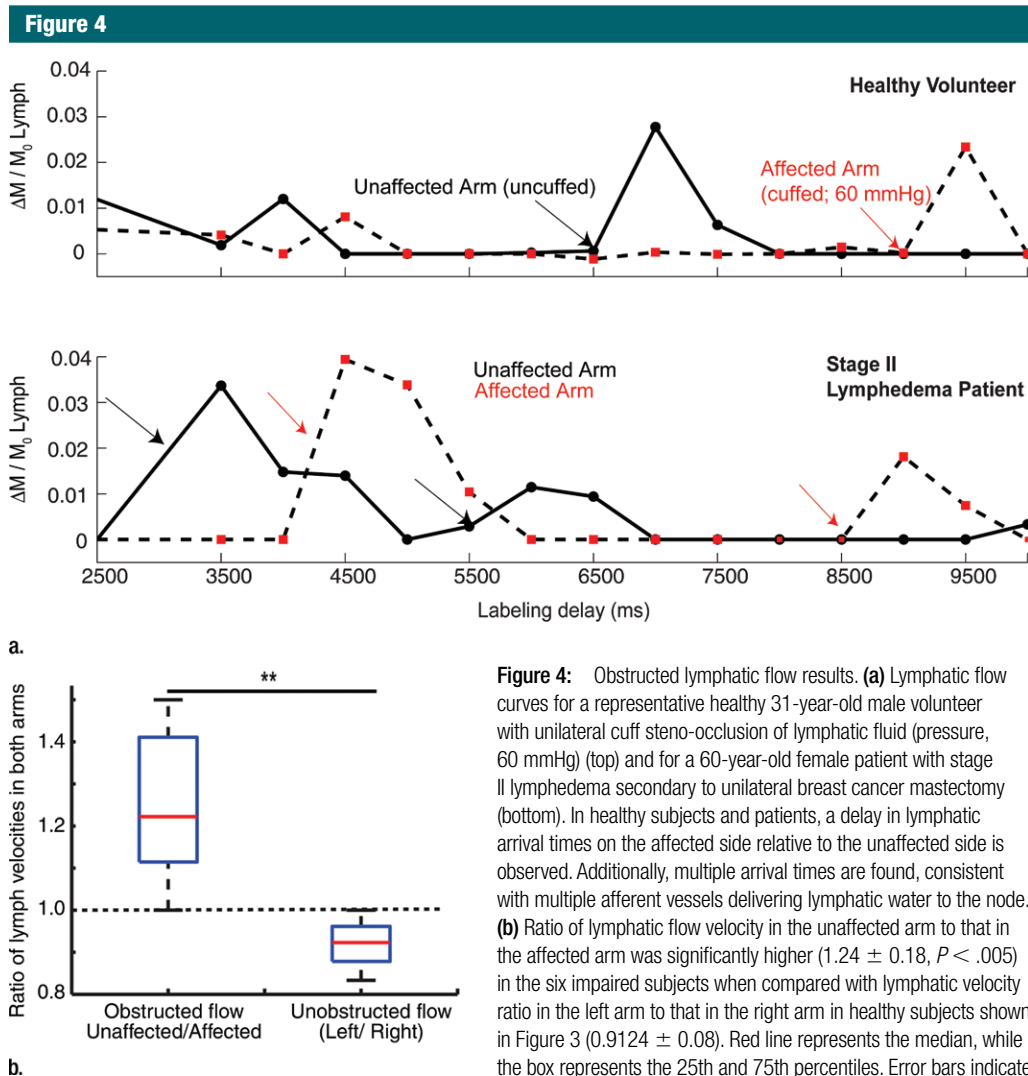 Figure 4
0.04
0.03
0.02
0.01
0
ΔM / M₀ Lymph
Healthy Volunteer
Unaffected Arm (uncuffed)
Affected Arm
(cuffed; 60 mmHg)
3500
4500
5500
6500
7500
8500
9500
0.04
0.03
0.02
0.01
0
ΔM / M₀ Lymph
Unaffected Arm
Affected Arm
Stage II
Lymphedema Patient
2500
3500
4500
5500
6500
7500
8500
9500
Labeling delay (ms)
a.
Ratio of lymph velocities in both arms
1.4
1.2
1.0
0.8
**
Obstructed flow
Unaffected/Affected
Unobstructed flow
(Left/ Right)
b.
Figure 4: Obstructed lymphatic flow results. (a) Lymphatic flow
curves for a representative healthy 31-year-old male volunteer
with unilateral cuff steno-occlusion of lymphatic fluid (pressure,
60 mmHg) (top) and for a 60-year-old female patient with stage
II lymphedema secondary to unilateral breast cancer mastectomy
(bottom). In healthy subjects and patients, a delay in lymphatic
arrival times on the affected side relative to the unaffected side is
observed. Additionally, multiple arrival times are found, consistent
with multiple afferent vessels delivering lymphatic water to the node.
(b) Ratio of lymphatic flow velocity in the unaffected arm to that in
the affected arm was significantly higher (1.24 ± 0.18, P < .005)
in the six impaired subjects when compared with lymphatic velocity
ratio in the left arm to that in the right arm in healthy subjects shown
in Figure 3 (0.9124 ± 0.08). Red line represents the median, while
the box represents the 25th and 75th percentiles. Error bars indicate